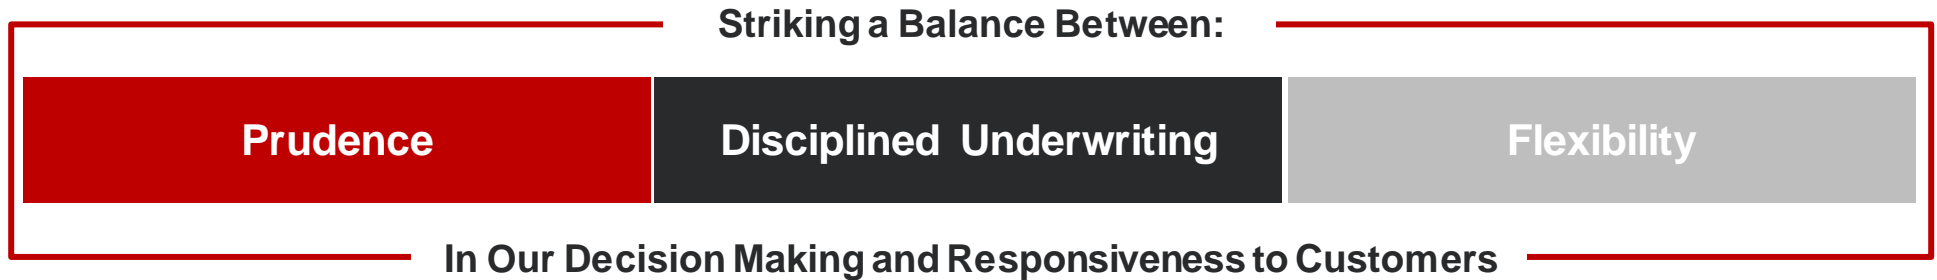 Striking a Balance Between:
Prudence
Disciplined Underwriting
Flexibility
In Our Decision Making and Responsiveness to Customers